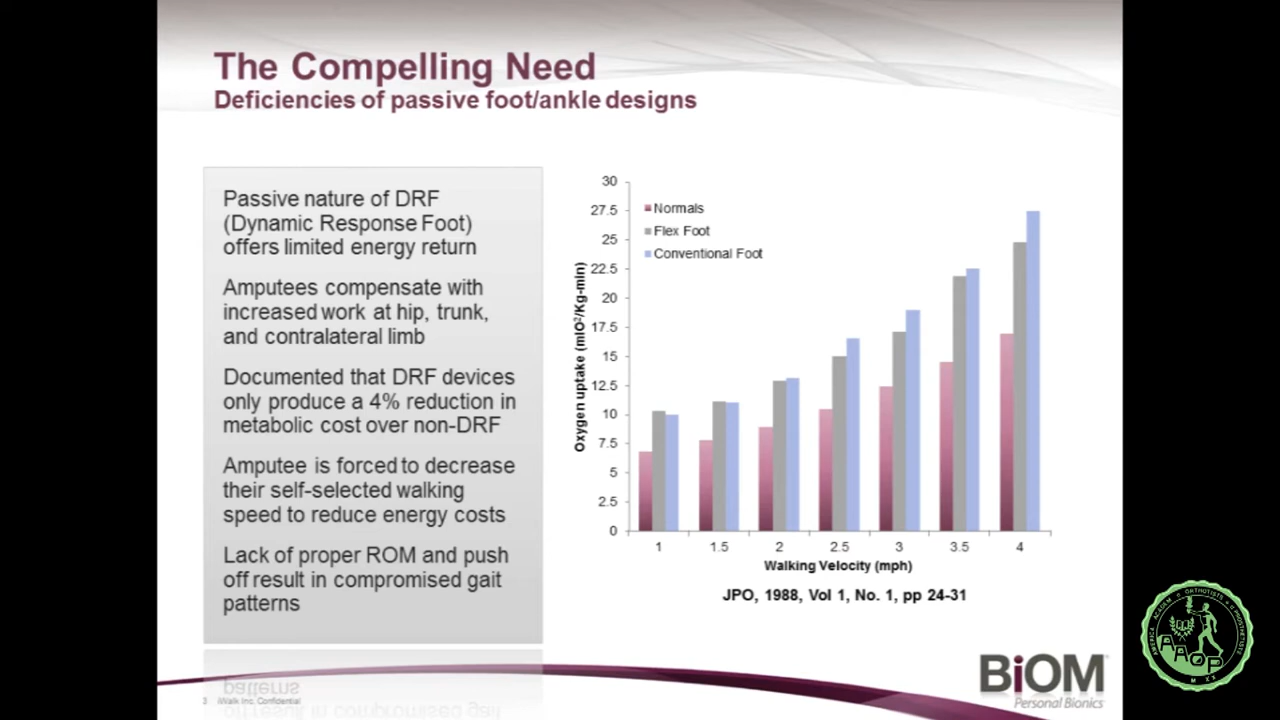 The Compelling Need
Deficiencies of passive foot/ankle designs
Passive nature of DRF
(Dynamic Response Foot)
offers limited energy return
Amputees compensate with
increased work at hip, trunk,
and contralateral limb
Documented that DRF devices
only produce a 4% reduction in
metabolic cost over non-DRF
Amputee is forced to decrease
their self-selected walking
speed to reduce energy costs
Lack of proper ROM and push
off result in compromised gait
patterns
Oxygen uptake (mlO²/Kg-min)
30
27.5
25
22.5
20
17.5
15
12.5
10
7.5
5
2.5
0
Normals
Flex Foot
Conventional Foot
1 1.5 2 2.5 3 3.5 4
Walking Velocity (mph)
JPO, 1988, Vol 1, No. 1, pp 24-31
3 iWalk Inc, Confidential
BiOM
Personal Bionics
AAOP